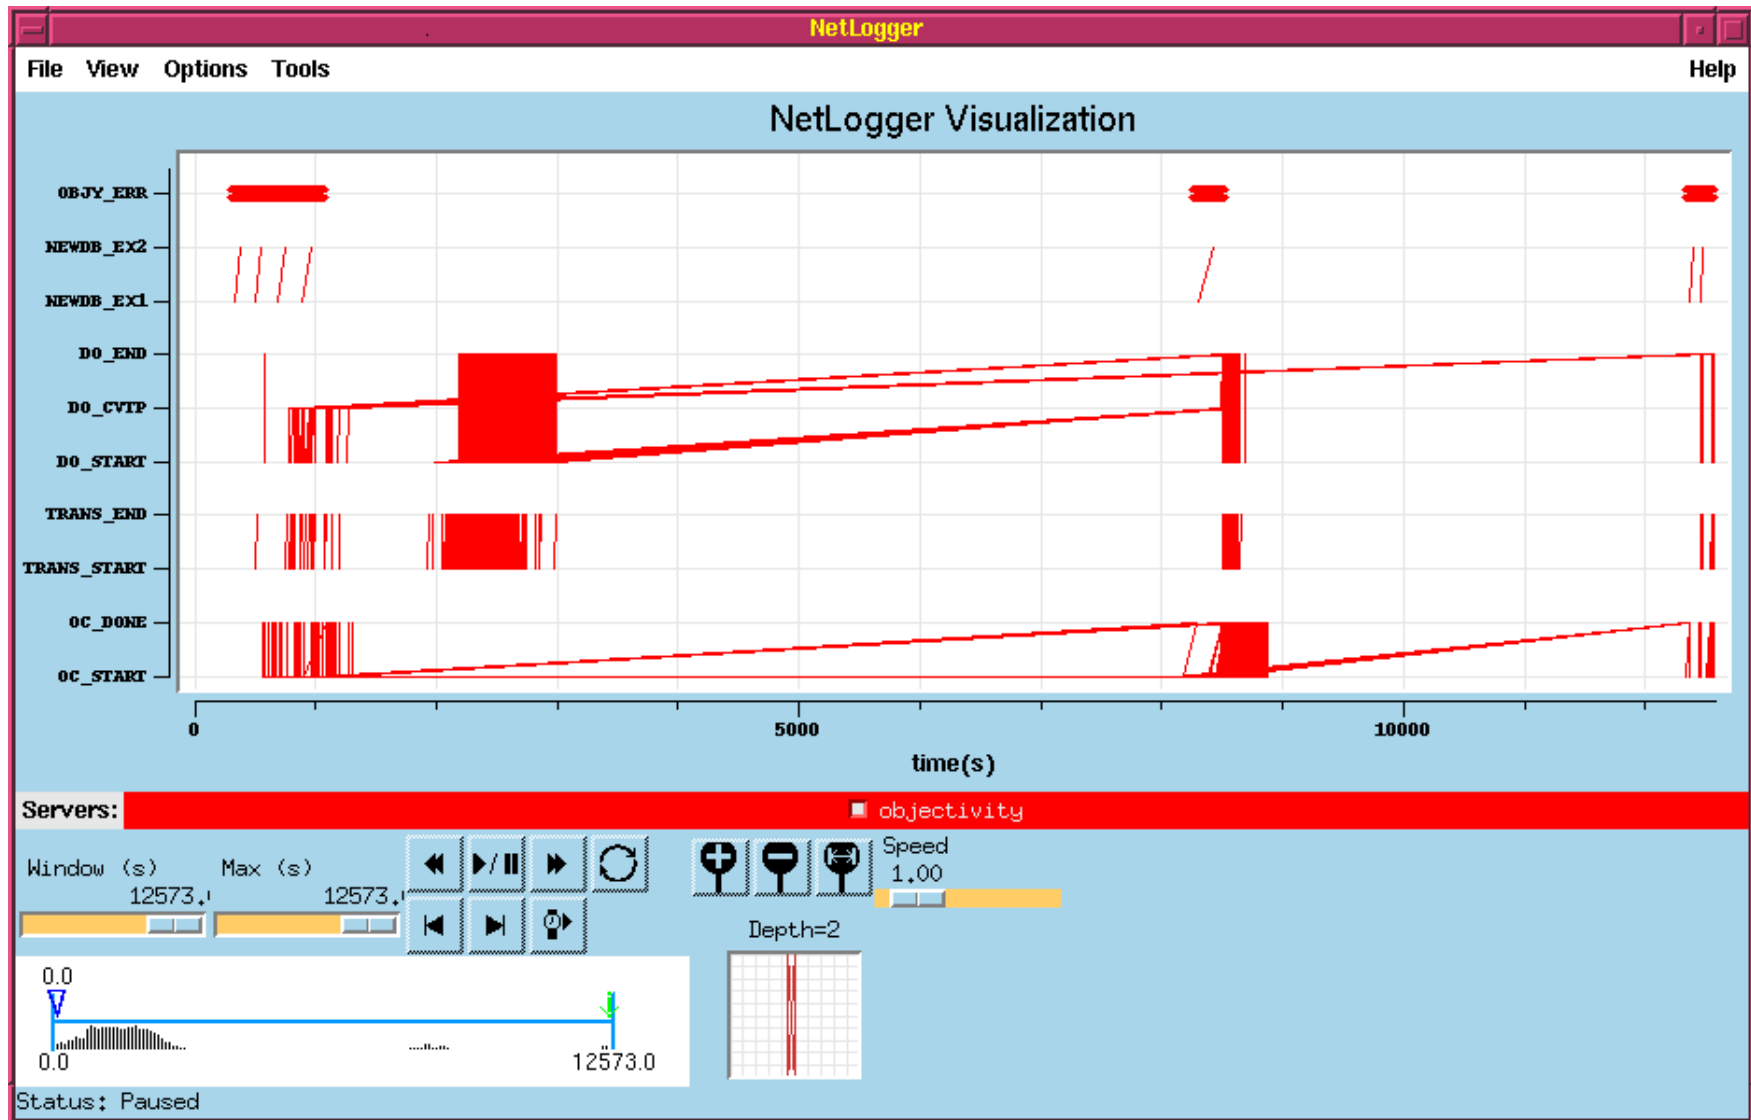 NetLogger
File View Options Tools Help
NetLogger Visualization
OBJY_ERR
NEWDB_EX2
NEWDB_EX1
DO_END
DO_CVTP
DO_START
TRANS_END
TRANS_START
OC_DONE
OC_START
0 5000 10000
time(s)
Servers: objectivity
Window (s) Max (s) Speed
12573. 12573. 1.00
Depth=2
0.0
0.0 12573.0
Status: Paused